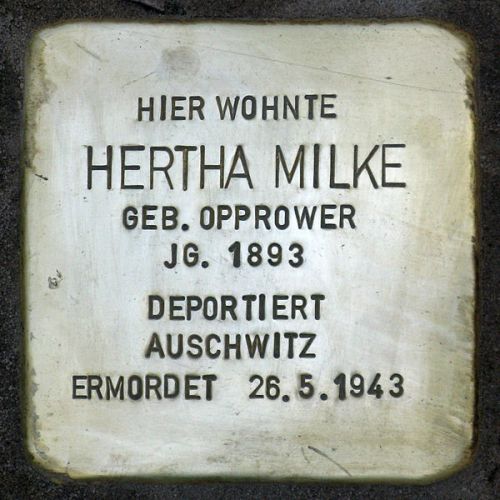 HIER WOHNTE
HERTHA MILKE
GEB. OPPROWER
JG. 1893
DEPORTIERT
AUSCHWITZ
ERMORDET 26.5.1943